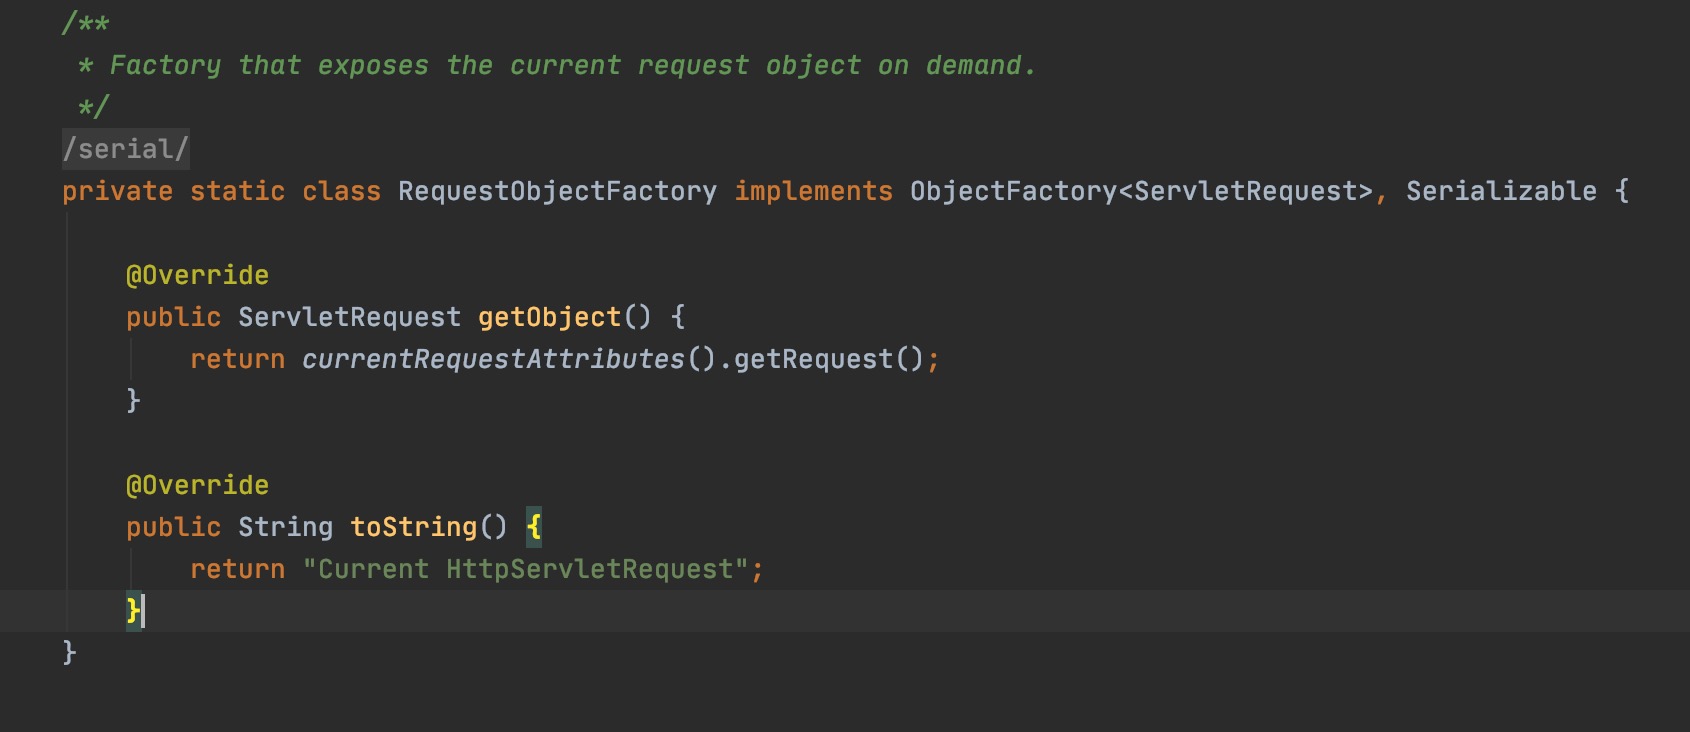 /**
 * Factory that exposes the current request object on demand.
 */
/serial/
private static class RequestObjectFactory implements ObjectFactory<ServletRequest>, Serializable {
@Override
public ServletRequest getObject() {
return currentRequestAttributes().getRequest();
}
@Override
public String toString() {
return "Current HttpServletRequest";
}
}